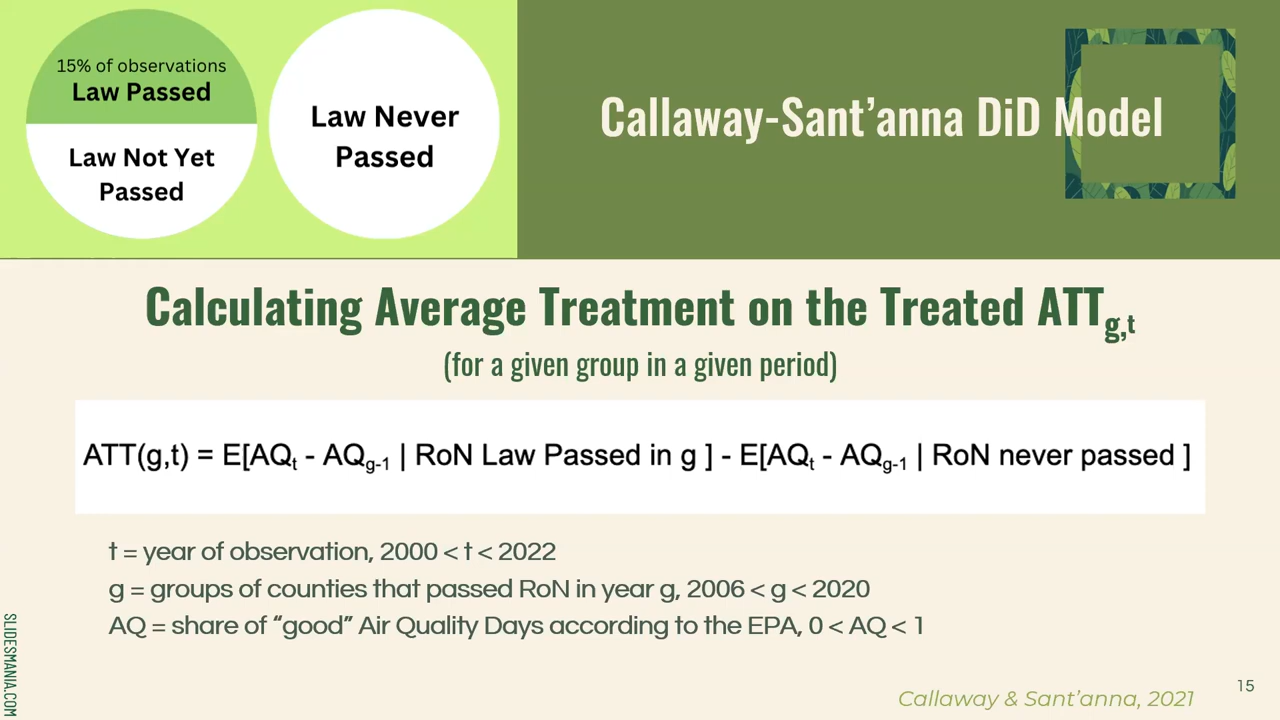 15% of observations
Law Passed
Law Not Yet
Passed
Law Never
Passed
Callaway-Sant’anna DiD Model
Calculating Average Treatment on the Treated ATTg,t
(for a given group in a given period)
ATT(g,t) = E[AQt - AQg-1 | RoN Law Passed in g ] - E[AQt - AQg-1 | RoN never passed ]
t = year of observation, 2000 < t < 2022
g = groups of counties that passed RoN in year g, 2006 < g < 2020
AQ = share of “good” Air Quality Days according to the EPA, 0 < AQ < 1
SLIDESMANIA.COM
Callaway & Sant’anna, 2021
15